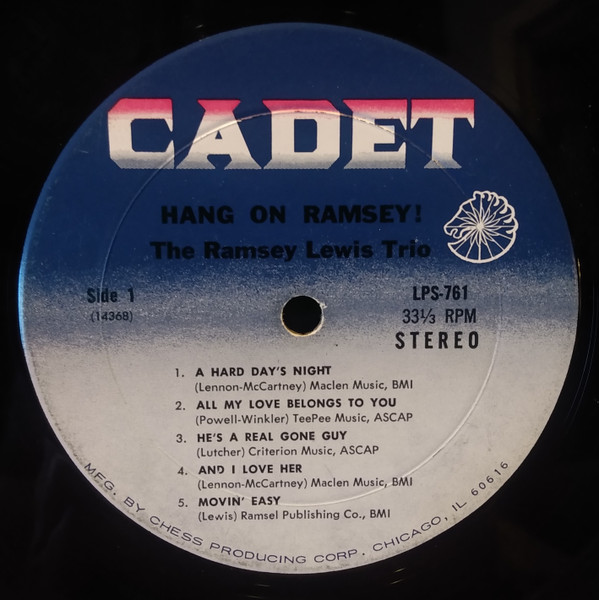 CADET
HANG ON RAMSEY!
The Ramsey Lewis Trio
Side 1
(14368)
LPS-761
33⅓ RPM
STEREO
1. A HARD DAY'S NIGHT
(Lennon-McCartney) Maclen Music, BMI
2. ALL MY LOVE BELONGS TO YOU
(Powell-Winkler) TeePee Music, ASCAP
3. HE'S A REAL GONE GUY
(Lutcher) Criterion Music, ASCAP
4. AND I LOVE HER
(Lennon-McCartney) Maclen Music, BMI
5. MOVIN' EASY
(Lewis) Ramsel Publishing Co., BMI
MFG. BY CHESS PRODUCING CORP. CHICAGO, IL 60616